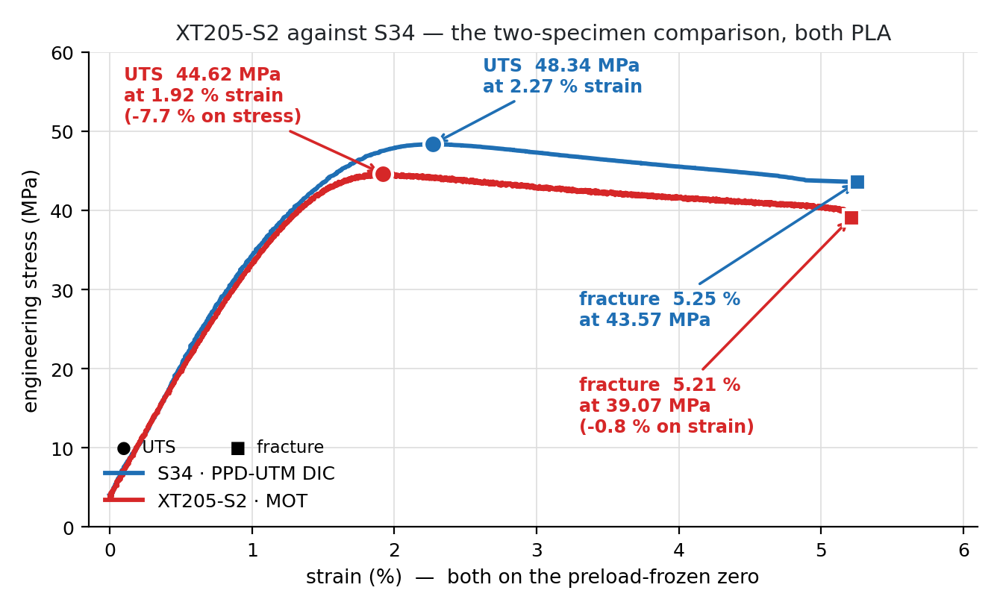 XT205-S2 against S34 — the two-specimen comparison, both PLA
60
50
40
30
20
10
0
engineering stress (MPa)
UTS 44.62 MPa
at 1.92 % strain
(-7.7 % on stress)
UTS 48.34 MPa
at 2.27 % strain
fracture 5.25 %
at 43.57 MPa
fracture 5.21 %
at 39.07 MPa
(-0.8 % on strain)
UTS fracture
S34 · PPD-UTM DIC
XT205-S2 · MOT
0 1 2 3 4 5 6
strain (%) — both on the preload-frozen zero